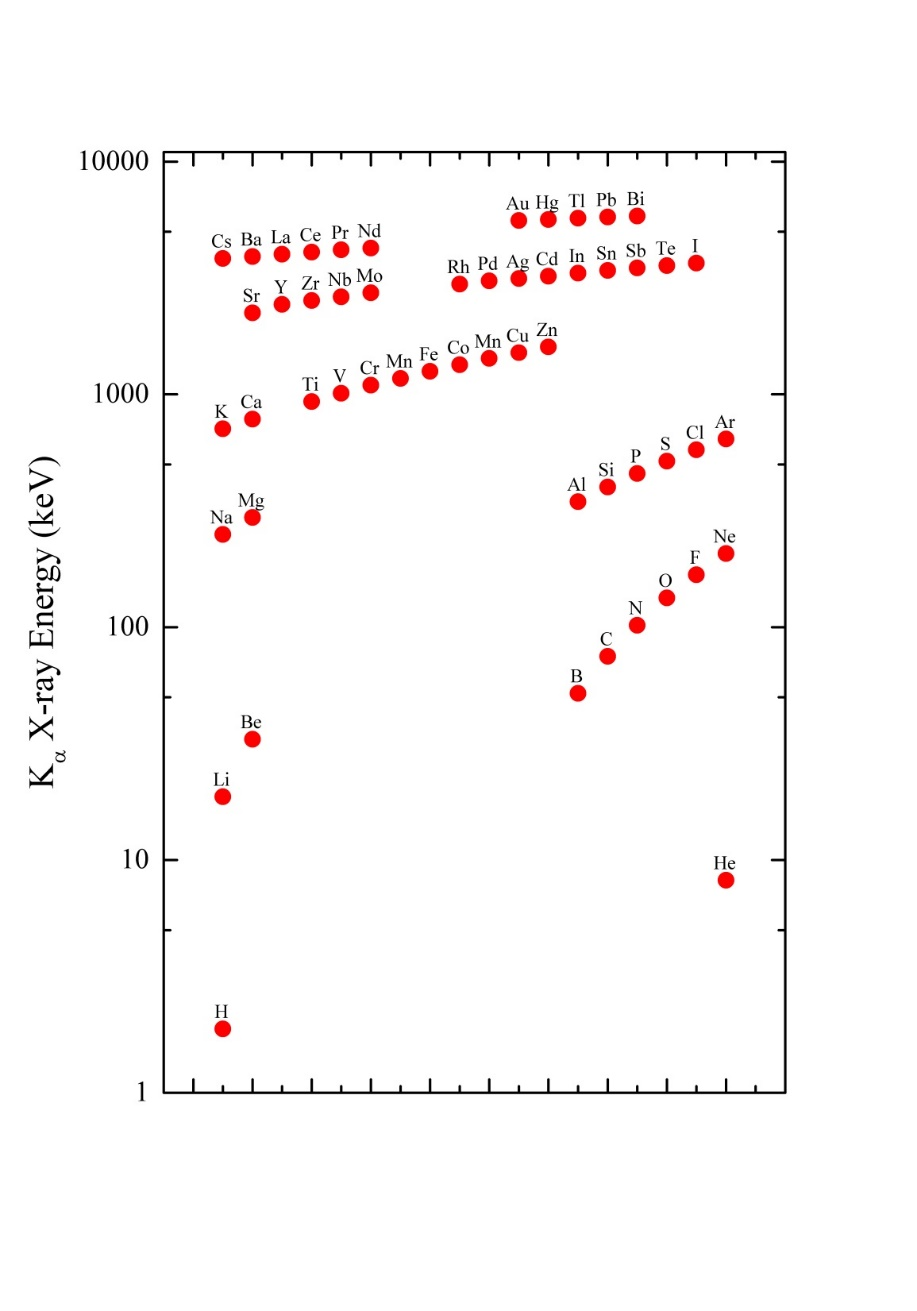 10000
Au Hg Tl Pb Bi
Cs Ba La Ce Pr Nd
Rh Pd Ag Cd In Sn Sb Te I
Sr Y Zr Nb Mo
Ti V Cr Mn Fe Co Mn Cu Zn
1000
K Ca
Al Si P S Cl Ar
Na Mg
B C N O F Ne
100
Be
Li
10
He
H
1
Kα X-ray Energy (keV)